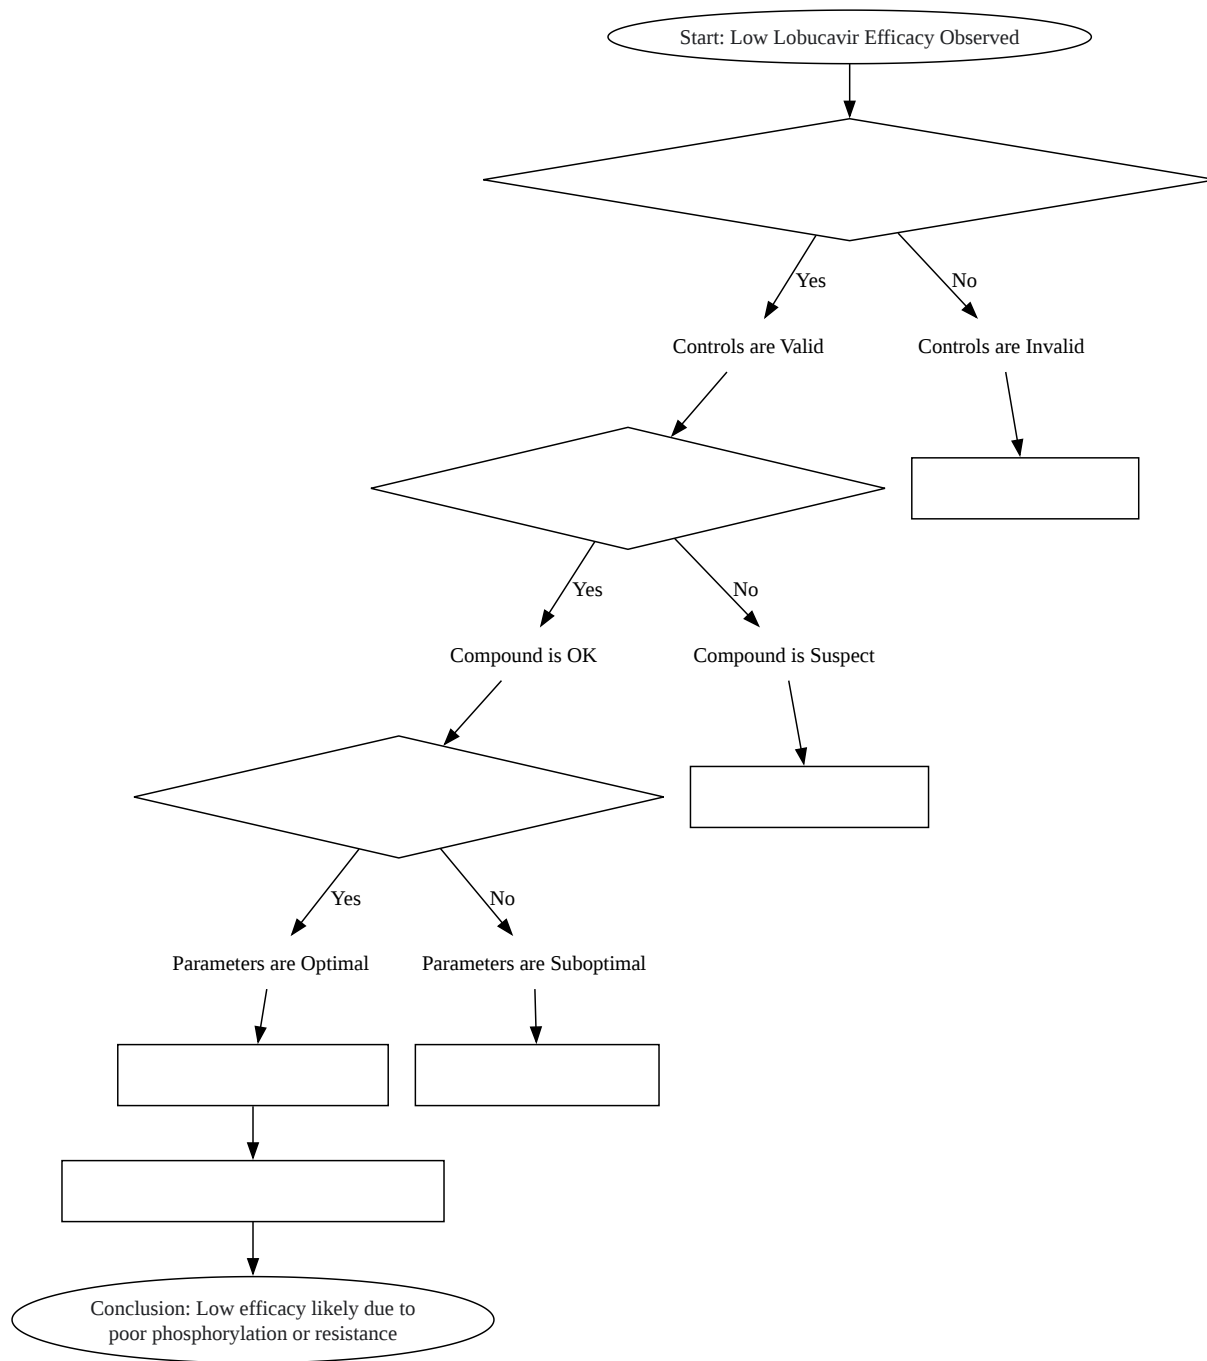 Start: Low Lobucavir Efficacy Observed
Yes
No
Controls are Valid
Controls are Invalid
Yes
No
Compound is OK
Compound is Suspect
Yes
No
Parameters are Optimal
Parameters are Suboptimal
Conclusion: Low efficacy likely due to
poor phosphorylation or resistance